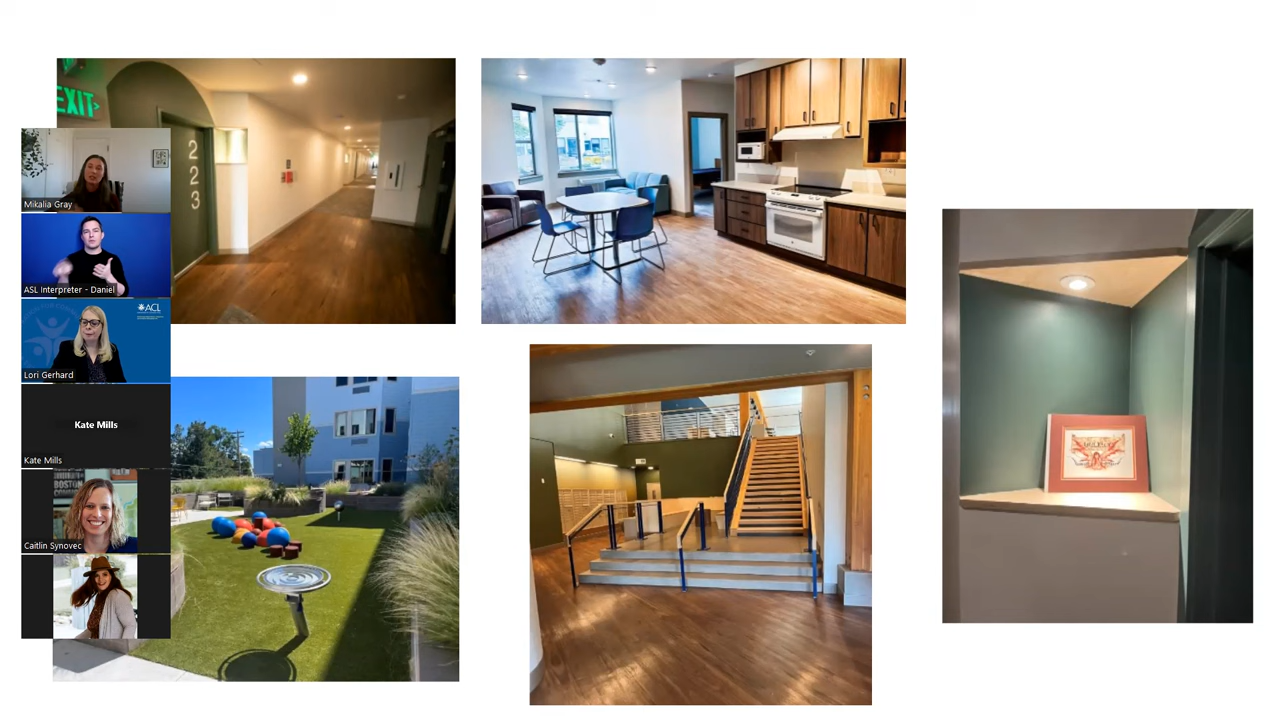 EXIT>
223
Mikalia Gray
ASL Interpreter - Daniel
ACL
Lori Gerhard
Kate Mills
Kate Mills
BOSTON
Caitlin Synovec